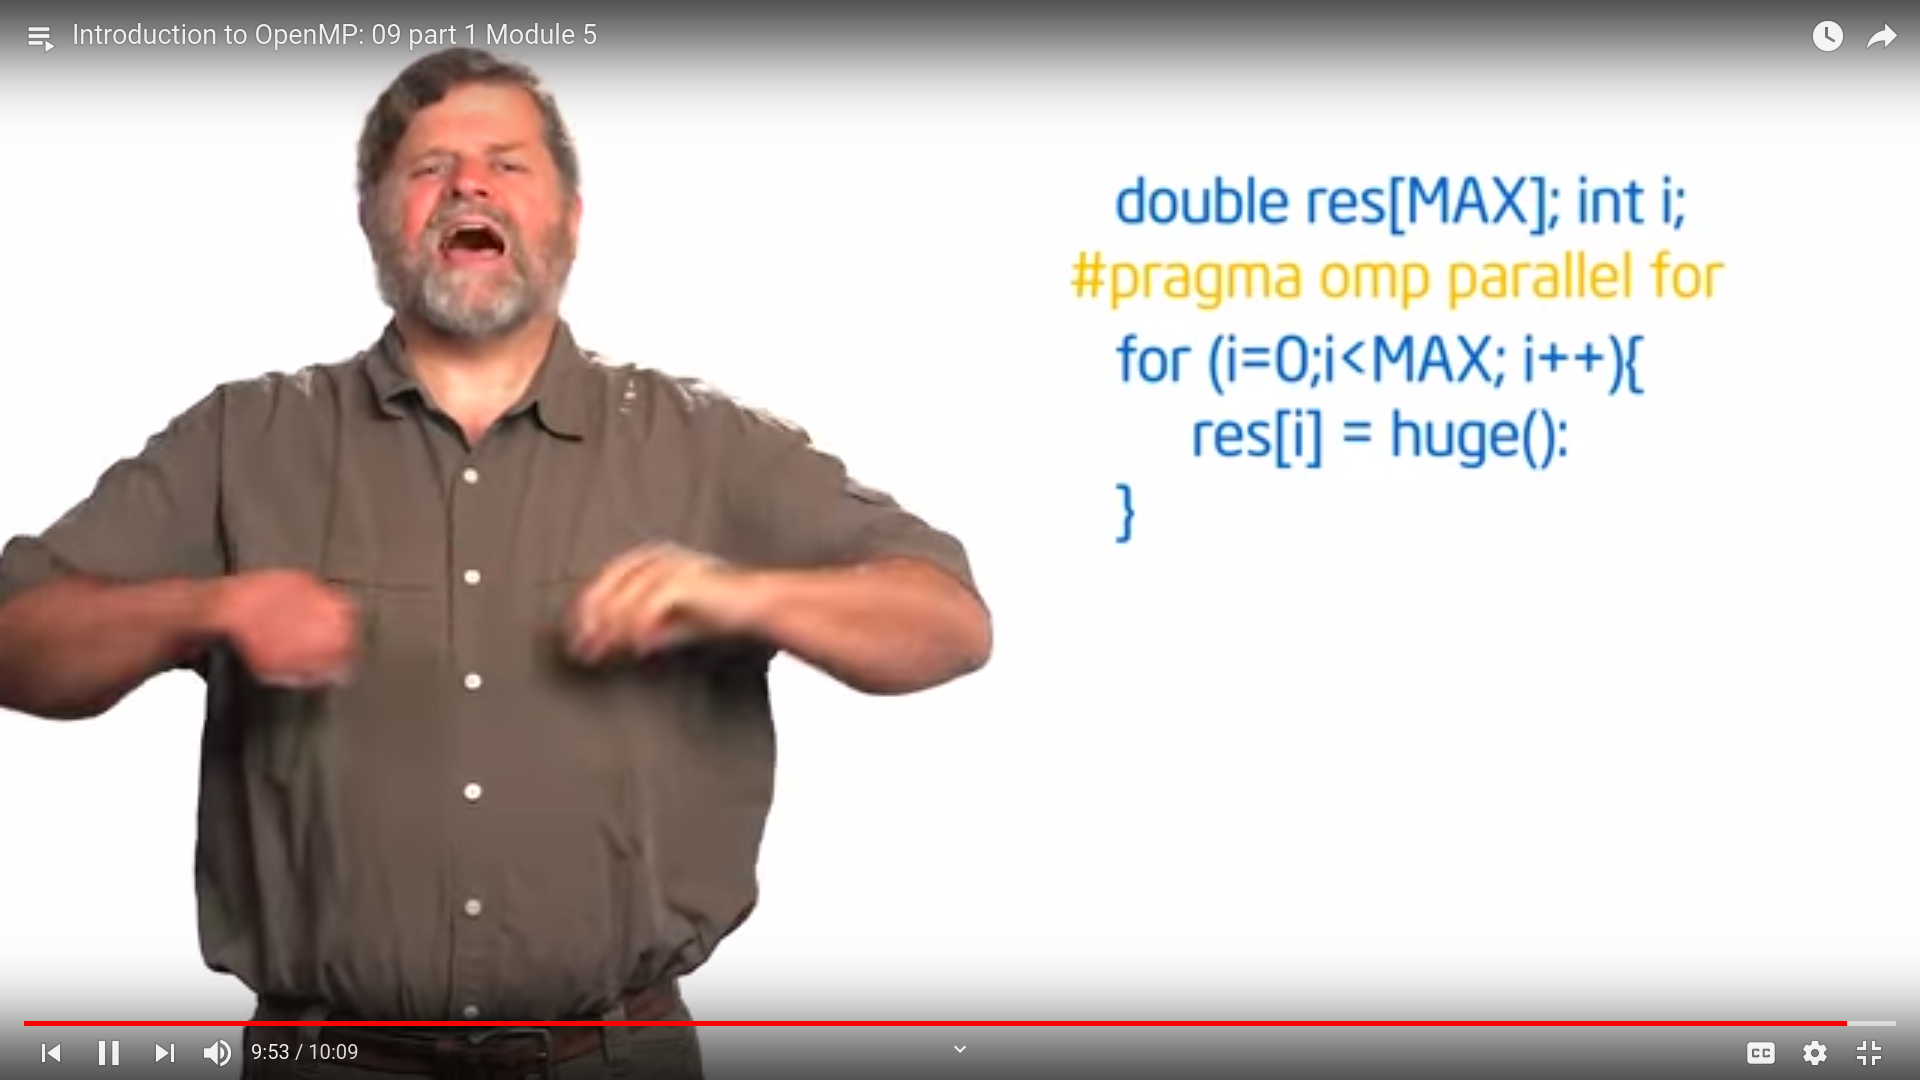 Introduction to OpenMP: 09 part 1 Module 5
double res[MAX]; int i;
#pragma omp parallel for
for (i=0;i<MAX; i++){
res[i] = huge():
}
9:53 / 10:09
CC